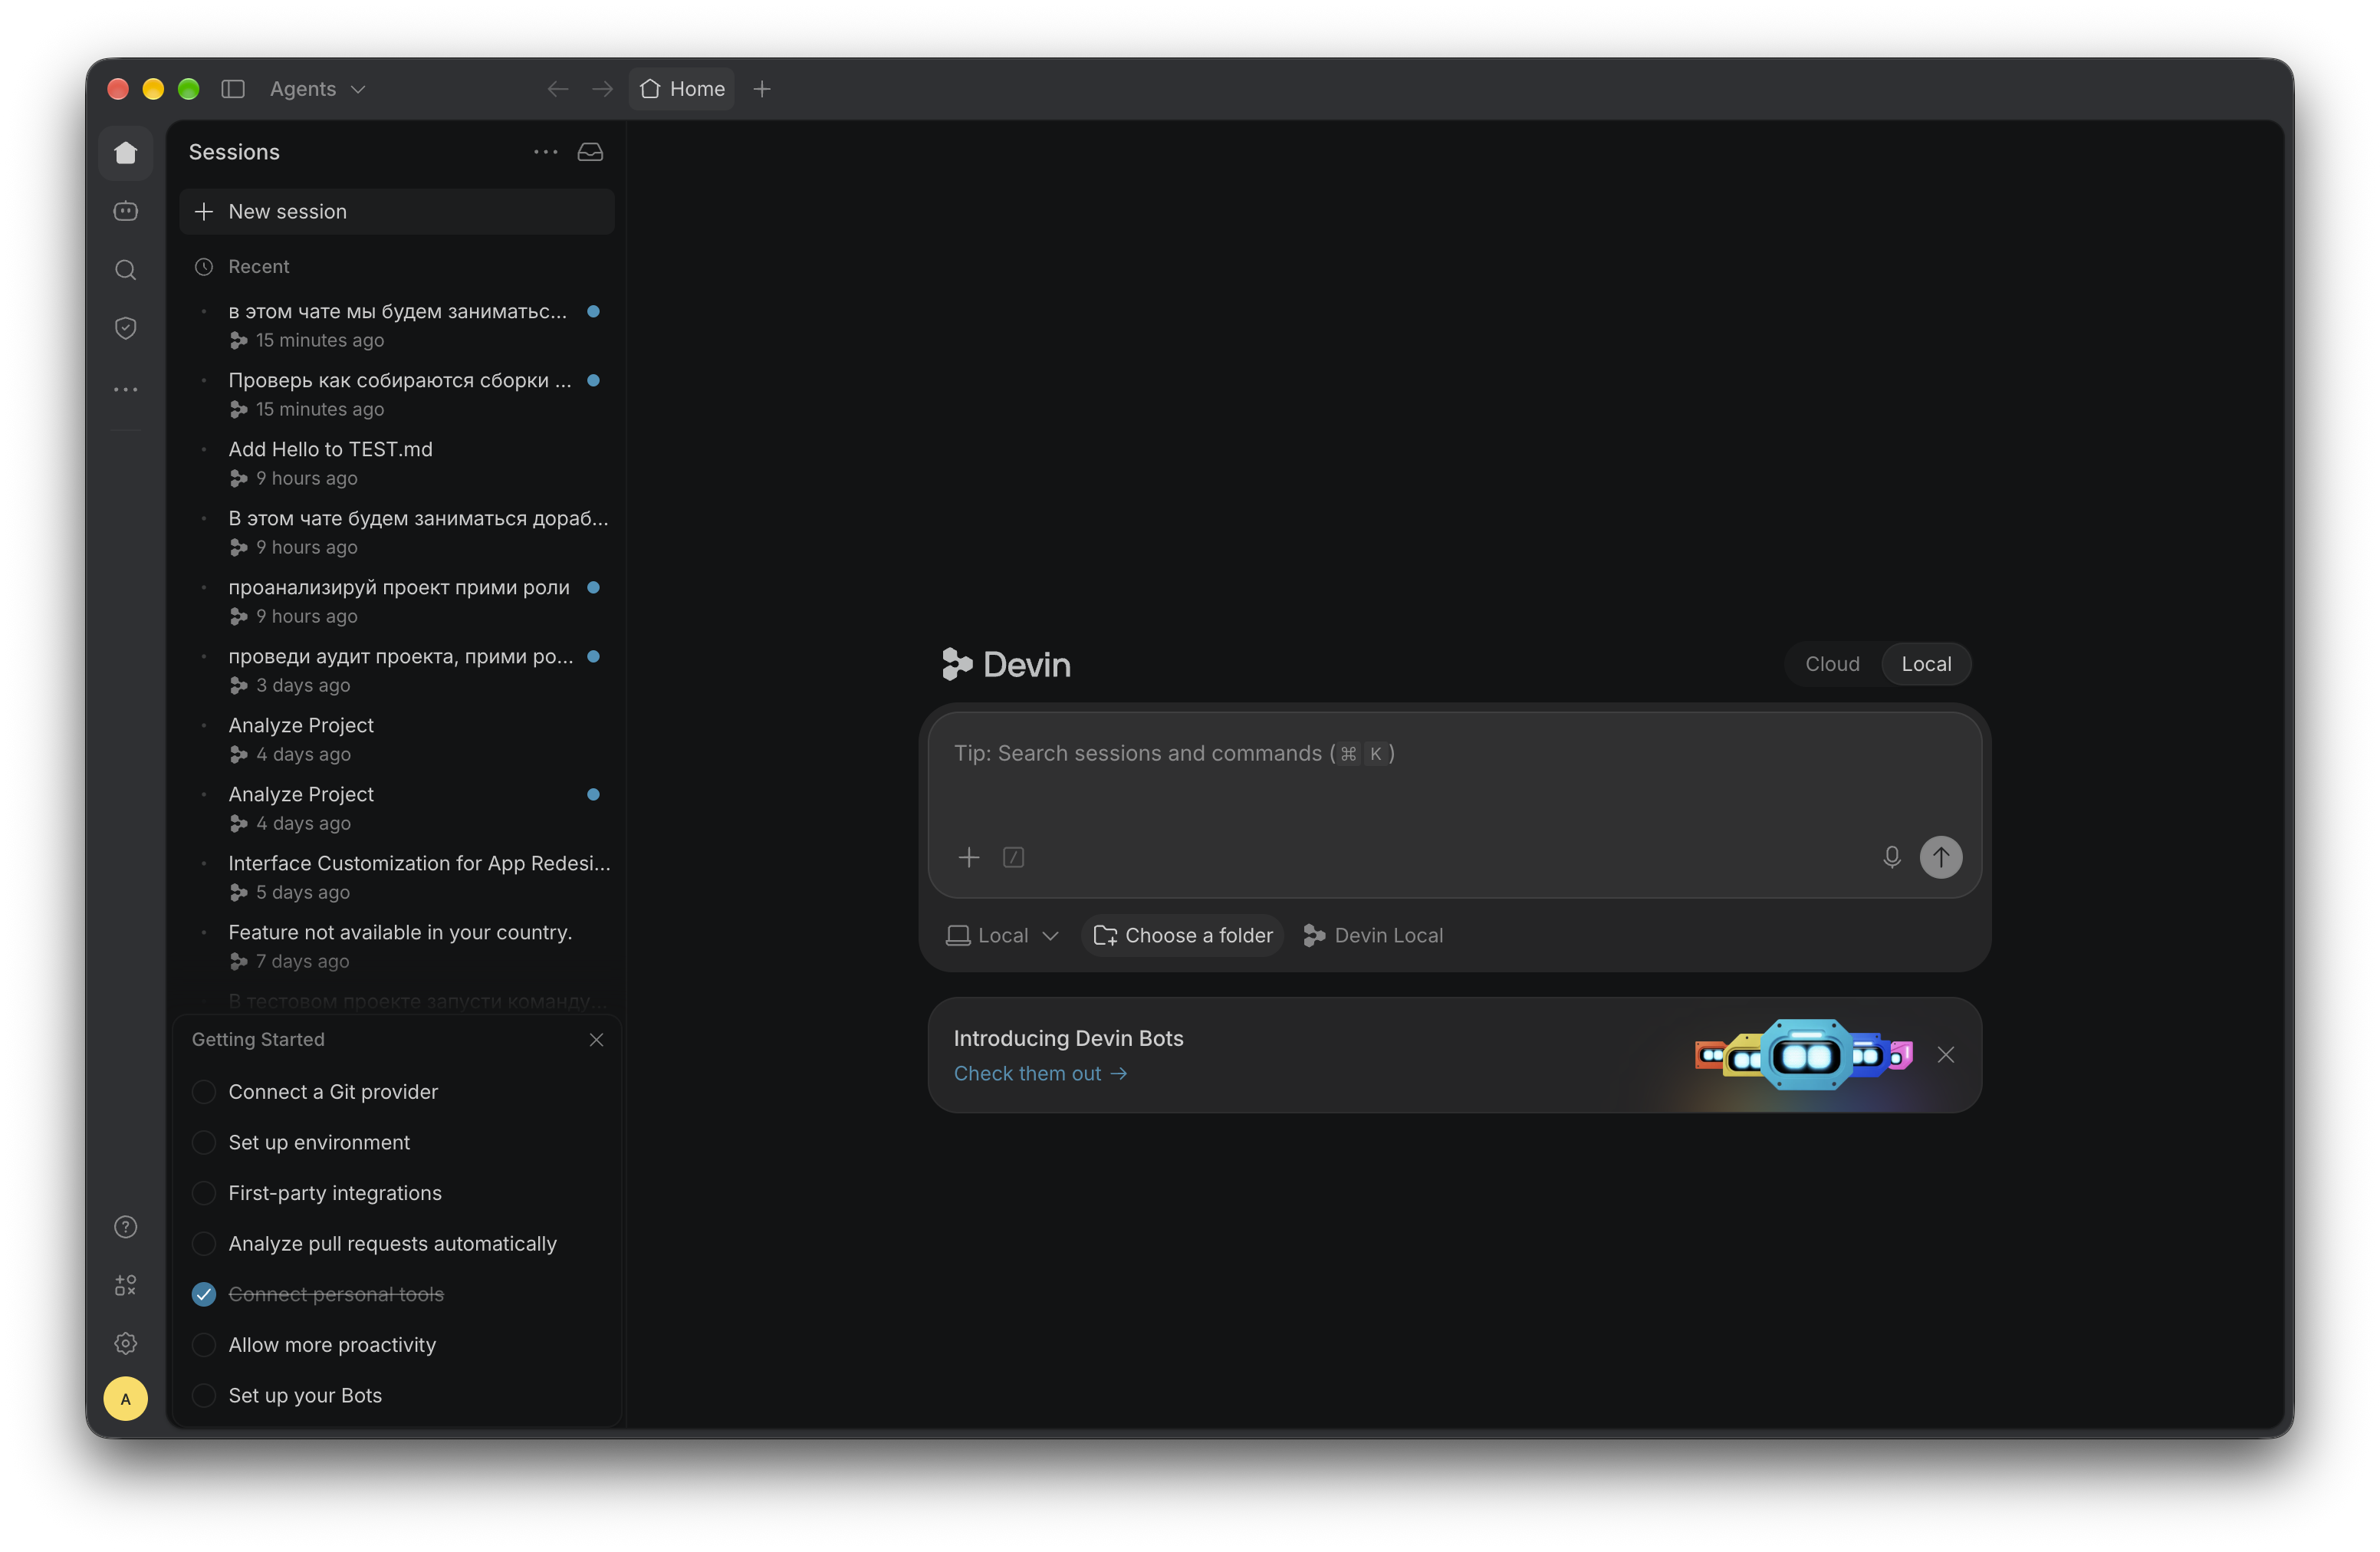 Agents
Home
Sessions
New session
Recent
в этом чате мы будем заниматьс...
15 minutes ago
Проверь как собираются сборки ...
15 minutes ago
Add Hello to TEST.md
9 hours ago
В этом чате будем заниматься дораб...
9 hours ago
проанализируй проект прими роли
9 hours ago
проведи аудит проекта, прими ро...
3 days ago
Analyze Project
4 days ago
Analyze Project
4 days ago
Interface Customization for App Redesi...
5 days ago
Feature not available in your country.
7 days ago
В тестовом проекте запусти команду...
Getting Started
Connect a Git provider
Set up environment
First-party integrations
Analyze pull requests automatically
Connect personal tools
Allow more proactivity
Set up your Bots
A
Devin
Cloud
Local
Tip: Search sessions and commands (⌘ K)
Local
Choose a folder
Devin Local
Introducing Devin Bots
Check them out →